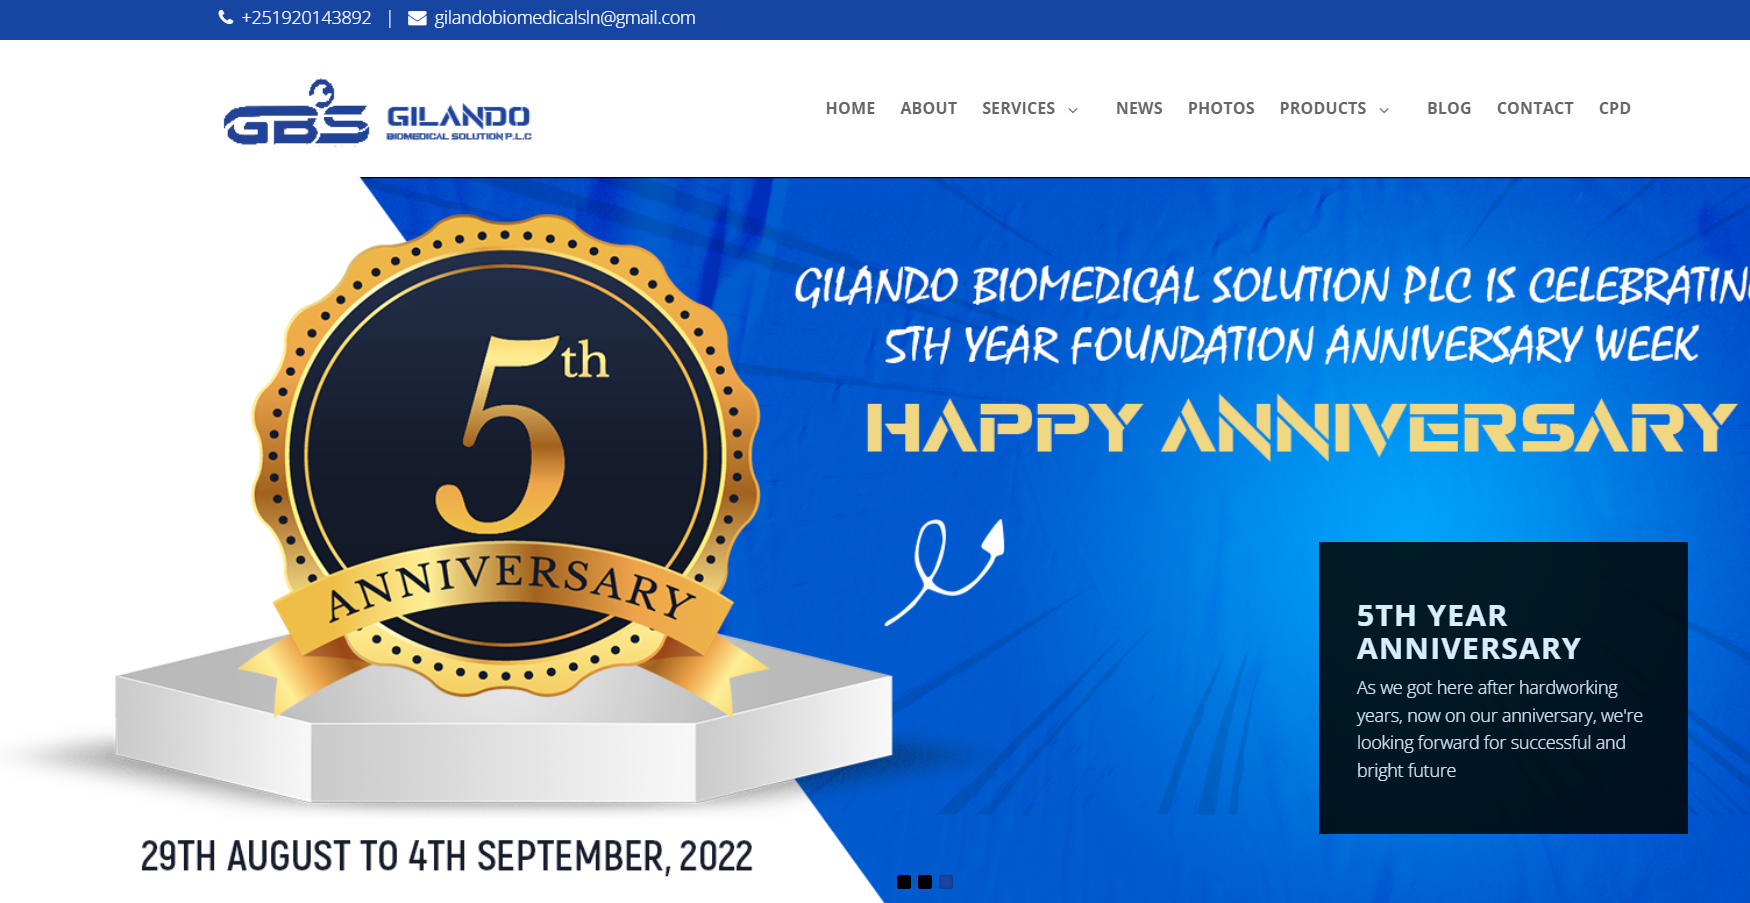 +251920143892 | gilandobiomedicalsln@gmail.com
GBS GILANDO
BIOMEDICAL SOLUTION P.L.C
HOME ABOUT SERVICES NEWS PHOTOS PRODUCTS BLOG CONTACT CPD
5th
ANNIVERSARY
29TH AUGUST TO 4TH SEPTEMBER, 2022
GILANDO BIOMEDICAL SOLUTION PLC IS CELEBRATING
5TH YEAR FOUNDATION ANNIVERSARY WEEK
HAPPY ANNIVERSARY
5TH YEAR
ANNIVERSARY
As we got here after hardworking
years, now on our anniversary, we're
looking forward for successful and
bright future